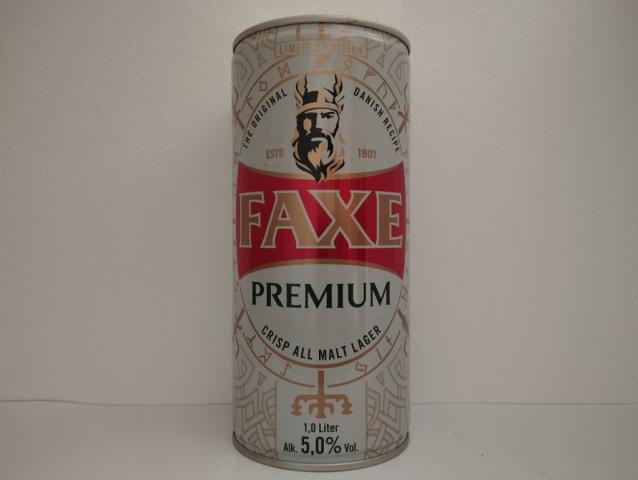 LIMITED EDITION
THE ORIGINAL DANISH RECIPE
ESTD 1901
FAXE
PREMIUM
CRISP ALL MALT LAGER
1,0 Liter
Alk. 5,0% Vol.